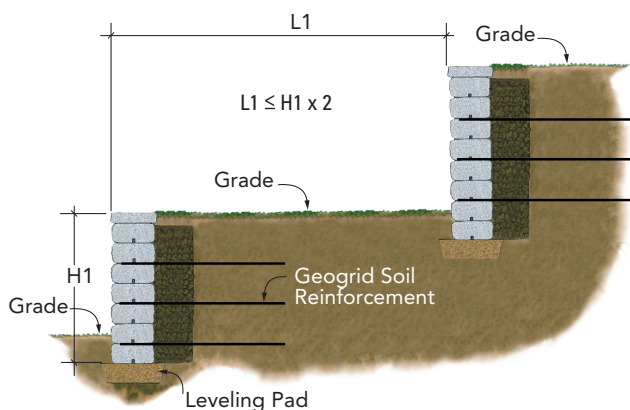 L1
Grade
L1 ≤ H1 x 2
Grade
H1
Geogrid Soil
Reinforcement
Grade
Leveling Pad